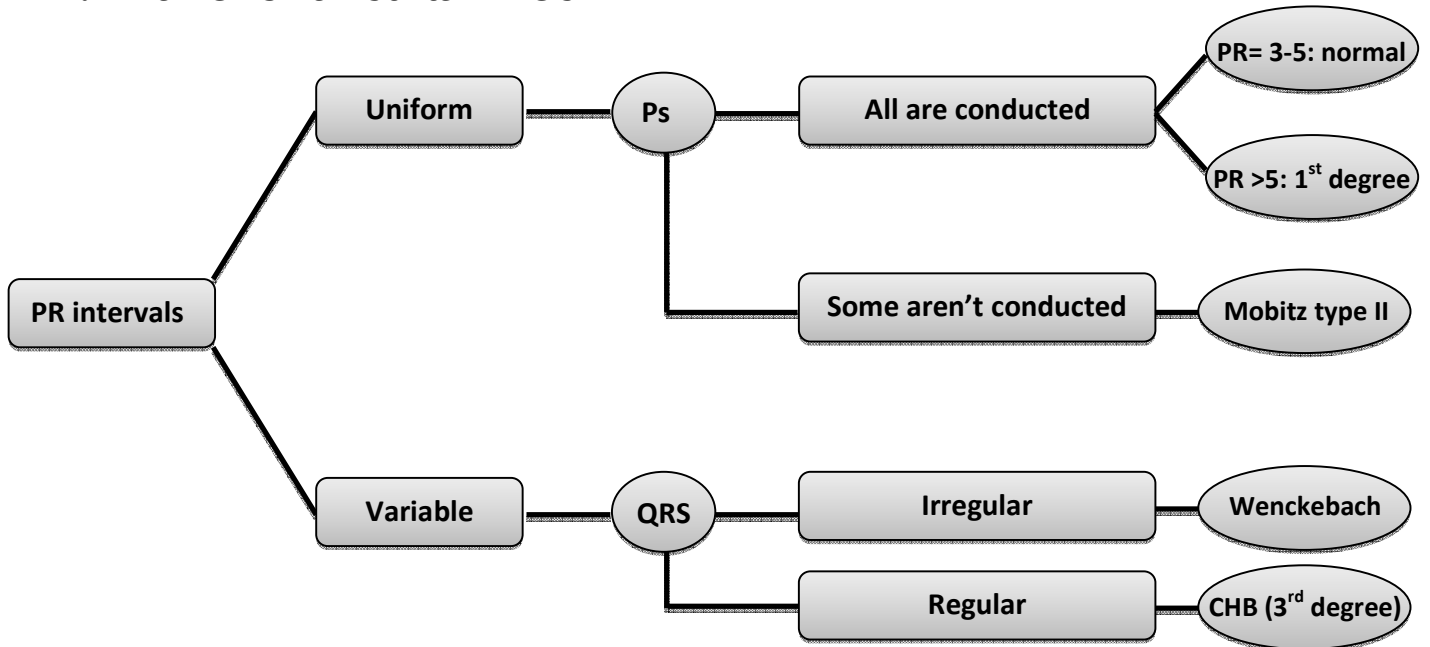 PR= 3-5: normal
Uniform
Ps
All are conducted
PR >5: 1st degree
PR intervals
Some aren't conducted
Mobitz type II
Variable
QRS
Irregular
Wenckebach
Regular
CHB (3rd degree)